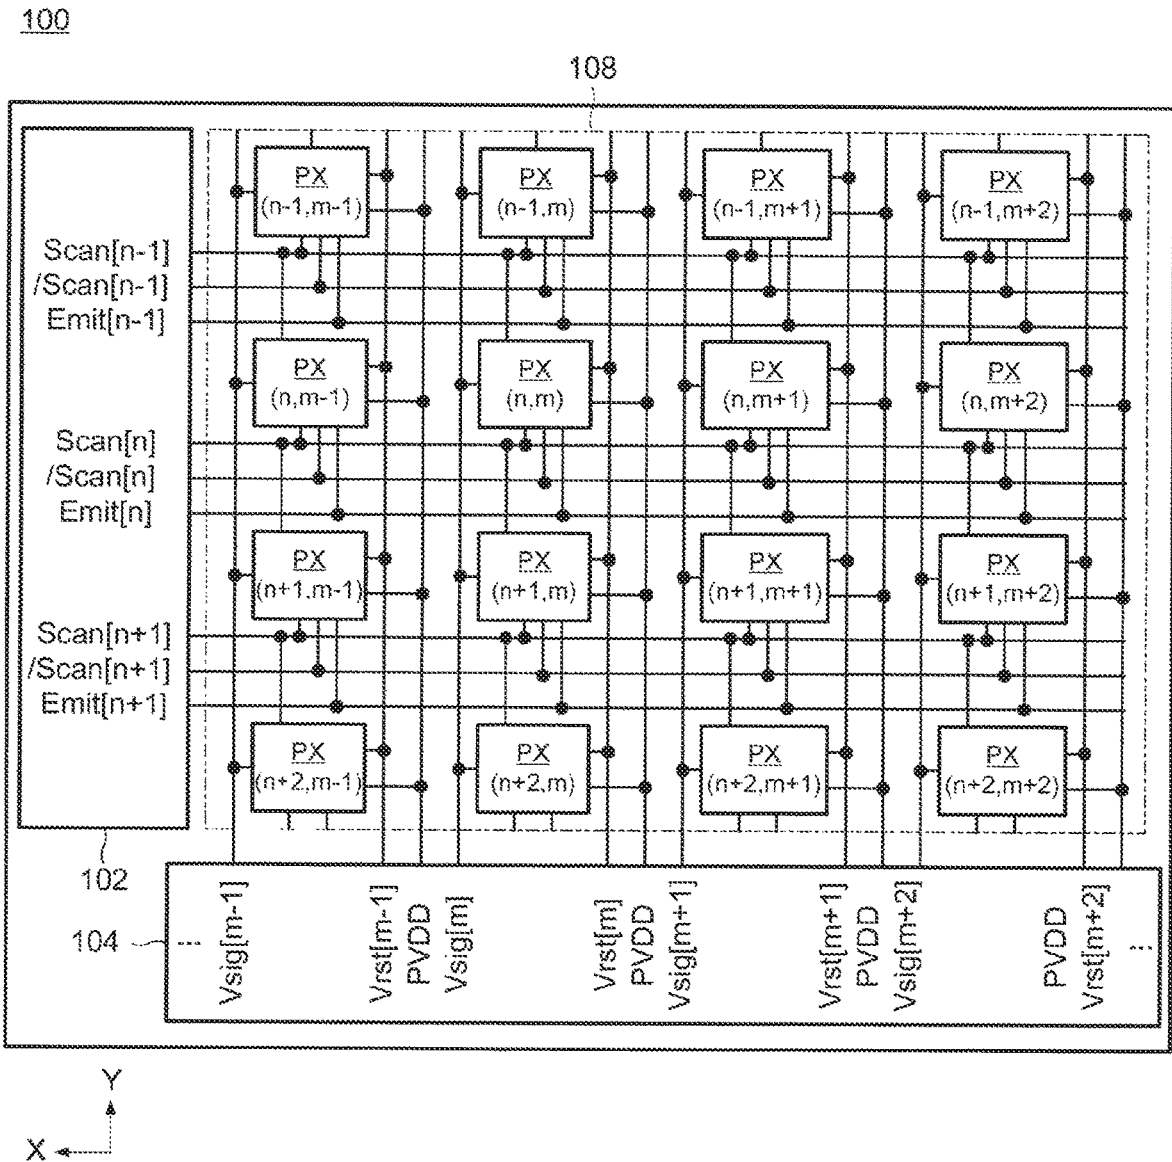 100
108
PX PX PX PX
(n-1,m-1) (n-1,m) (n-1,m+1) (n-1,m+2)
Scan[n-1]
/Scan[n-1]
Emit[n-1]
PX PX PX PX
(n,m-1) (n,m) (n,m+1) (n,m+2)
Scan[n]
/Scan[n]
Emit[n]
PX PX PX PX
(n+1,m-1) (n+1,m) (n+1,m+1) (n+1,m+2)
Scan[n+1]
/Scan[n+1]
Emit[n+1]
PX PX PX PX
(n+2,m-1) (n+2,m) (n+2,m+1) (n+2,m+2)
102
104
...
Vsig[m-1]
Vrst[m-1]
PVDD
Vsig[m]
Vrst[m]
PVDD
Vsig[m+1]
Vrst[m+1]
PVDD
Vsig[m+2]
PVDD
Vrst[m+2]
...
Y
X